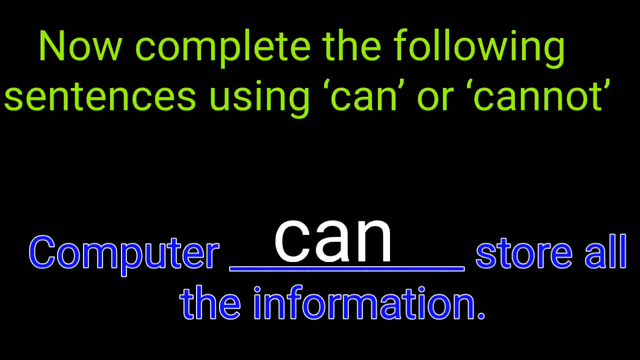 Now complete the following
sentences using ‘can’ or ‘cannot’
Computer can store all
the information.